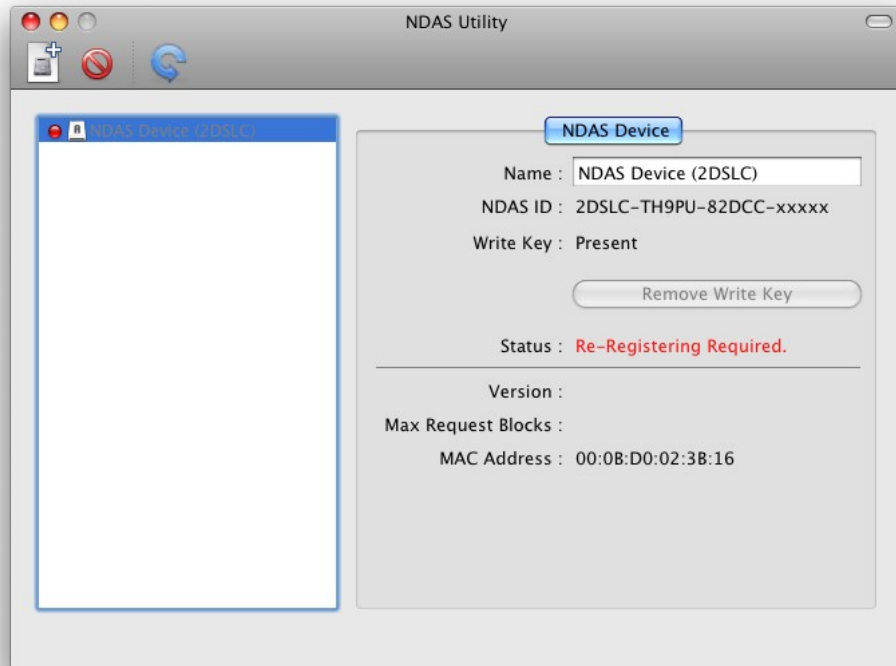 NDAS Utility
NDAS Device (2DSLC)
NDAS Device
Name : NDAS Device (2DSLC)
NDAS ID : 2DSLC-TH9PU-82DCC-xxxxx
Write Key : Present
Remove Write Key
Status : Re-Registering Required.
Version :
Max Request Blocks :
MAC Address : 00:0B:D0:02:3B:16